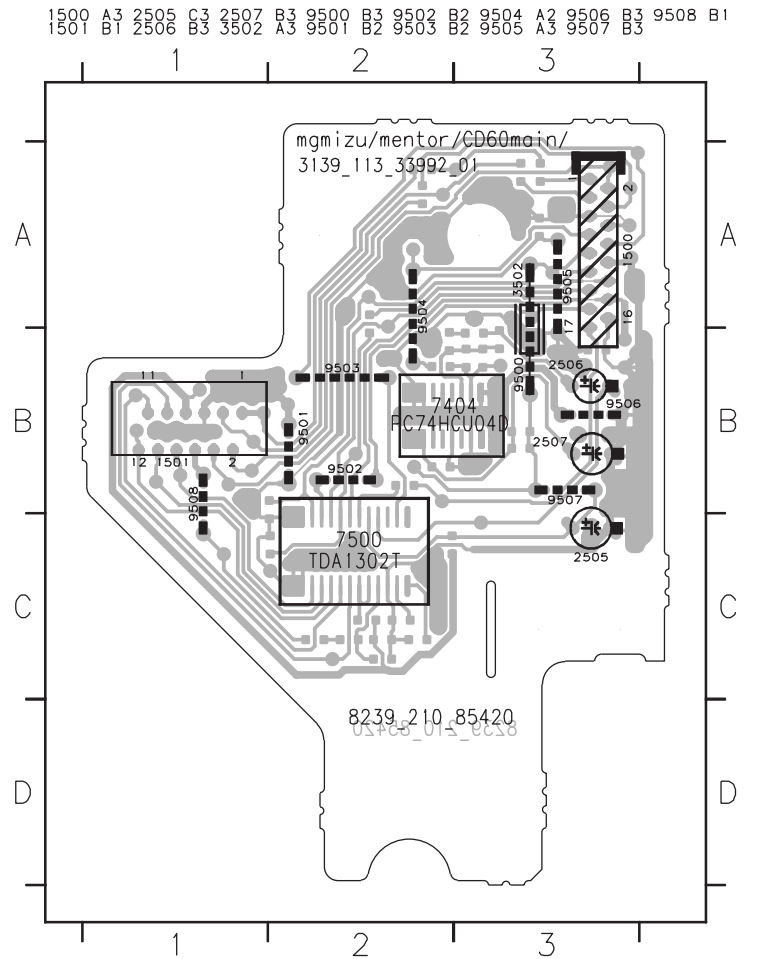 1500 A3 2505 C3 2507 B3 9500 B3 9502 B2 9504 A2 9506 B3 9508 B1
1501 B1 2506 B3 3502 A3 9501 B2 9503 B2 9505 A3 9507 B3
1 2 3
mgmizu/mentor/CD60main/
3139_113_33992_01
1 2
A A
1500
3502
9505
9504
17 16
9500
2506
9503
11 1
9506
7404
PC74HCU04D
B B
9501
2507
12 1501 2
9502
9508
9507
7500
TDA1302T
2505
C C
8239_210_85420
8239_210_85420
D D
1 2 3